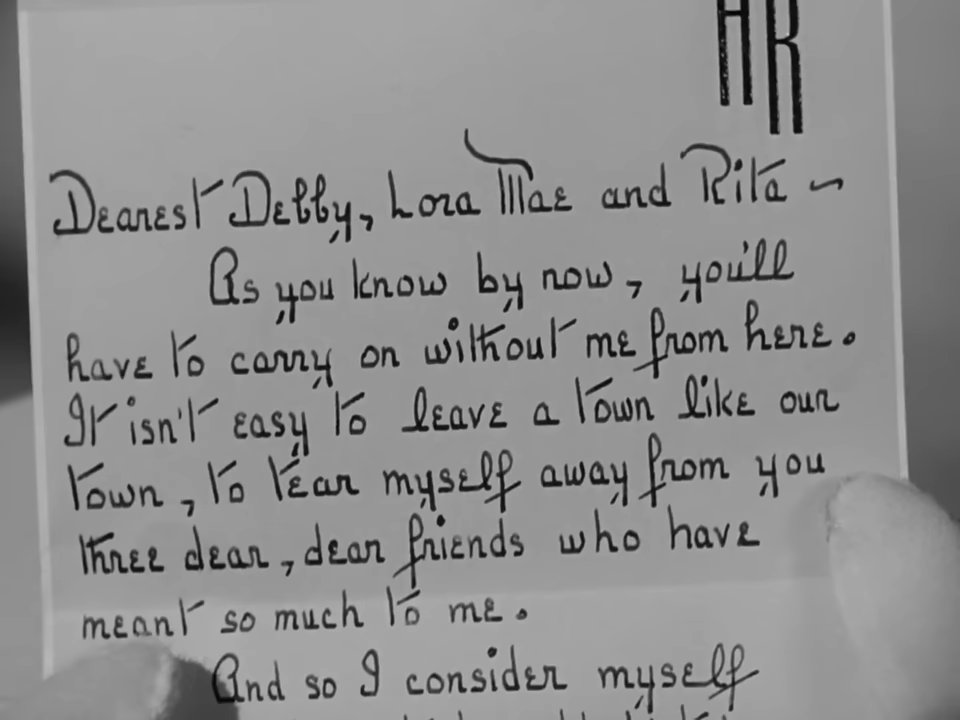 AR
Dearest Debby, Lora Mae and Rita ~
As you know by now, you'll
have to carry on without me from here.
It isn't easy to leave a town like our
town, to tear myself away from you
three dear, dear friends who have
meant so much to me.
And so I consider myself